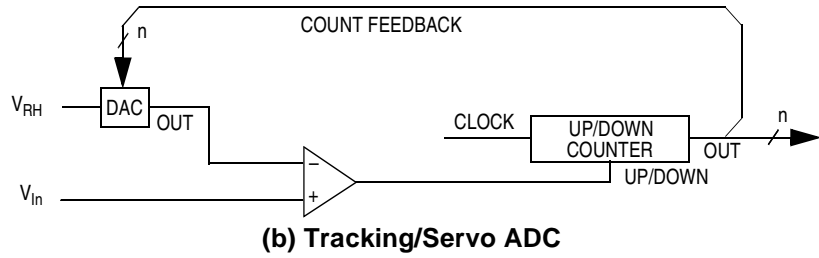 n
COUNT FEEDBACK
V_RH
DAC
OUT
CLOCK
UP/DOWN
COUNTER
OUT
n
UP/DOWN
−
V_In
+
(b) Tracking/Servo ADC